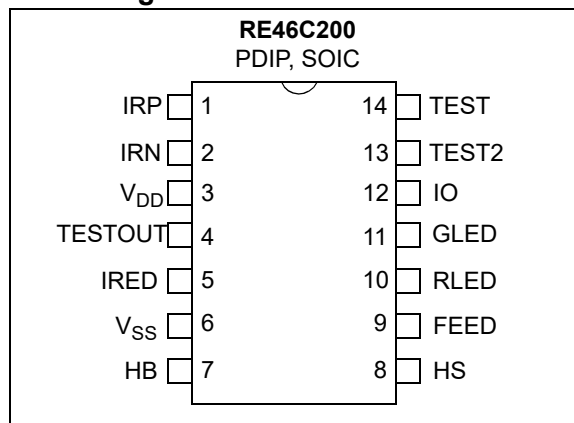 RE46C200
PDIP, SOIC
IRP 1 14 TEST
IRN 2 13 TEST2
VDD 3 12 IO
TESTOUT 4 11 GLED
IRED 5 10 RLED
VSS 6 9 FEED
HB 7 8 HS